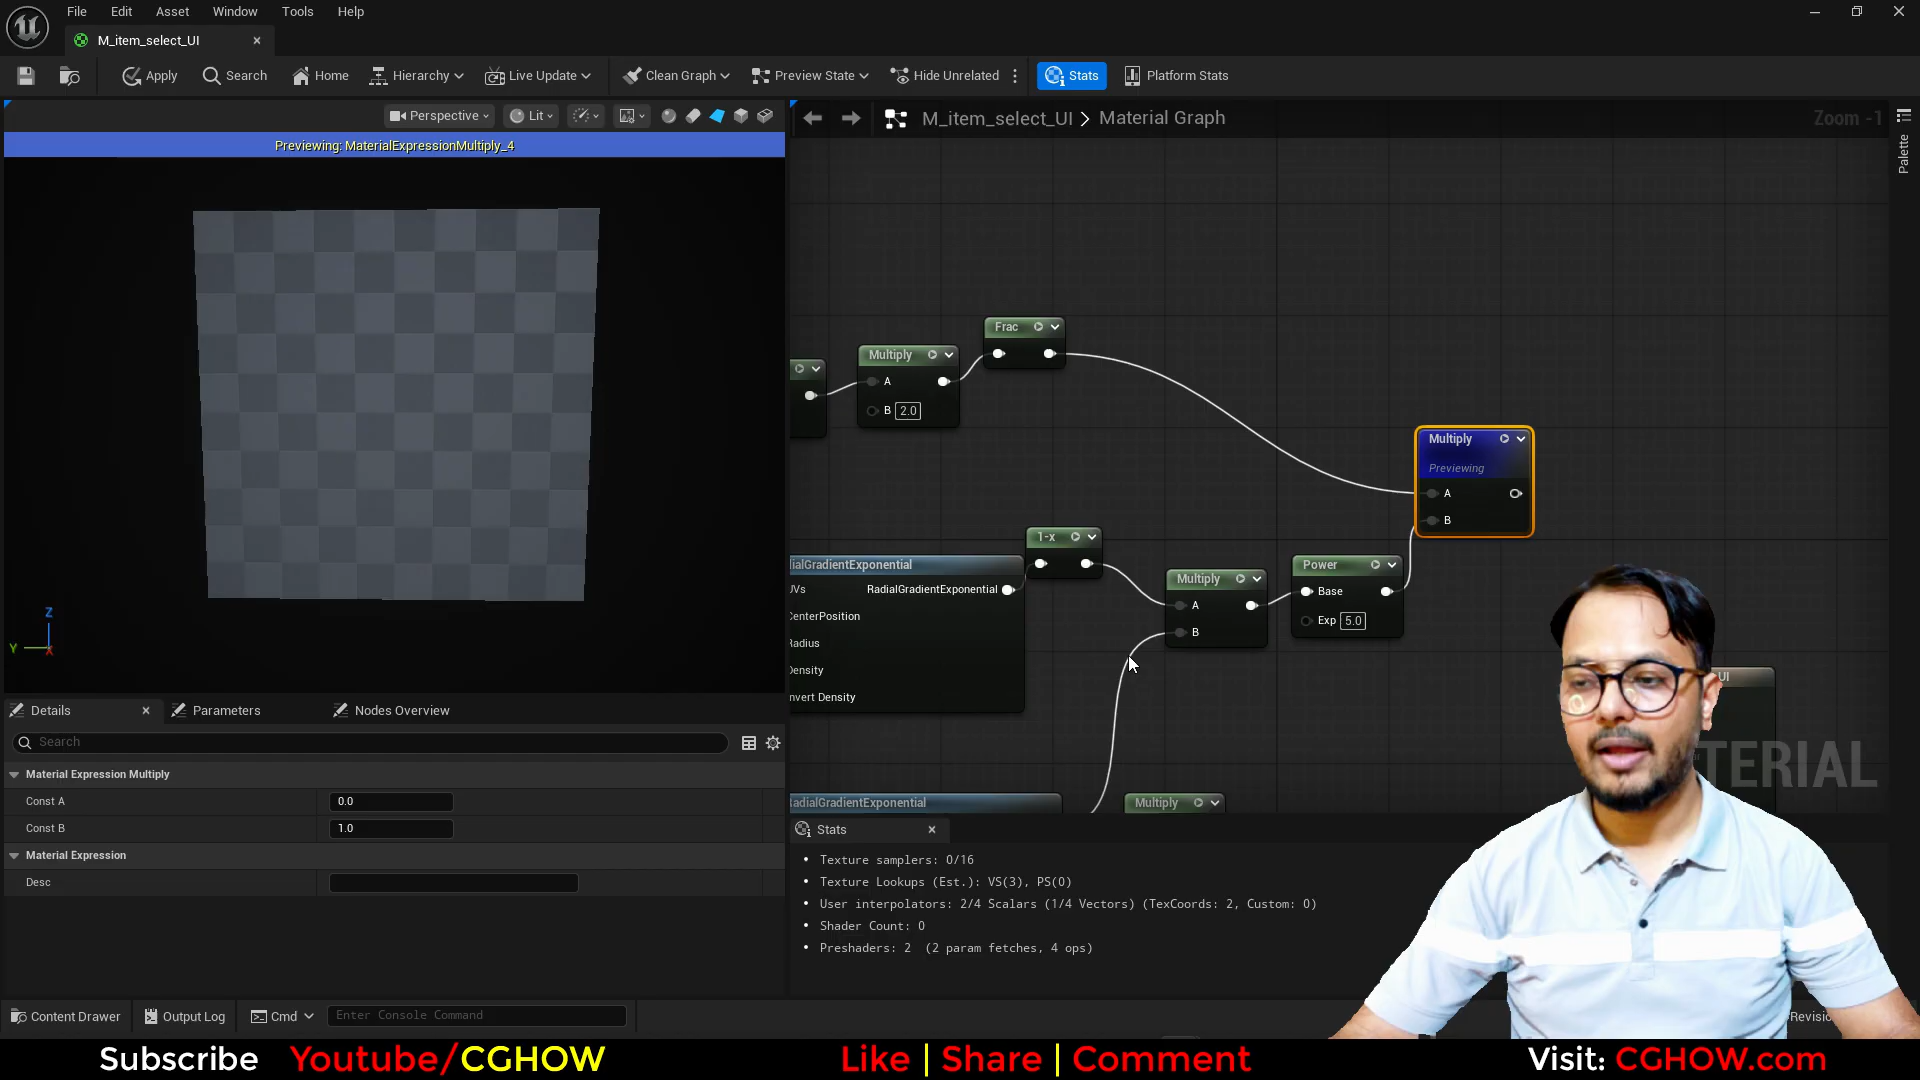 File Edit Asset Window Tools Help
M_item_select_UI
Apply Search Home Hierarchy Live Update Clean Graph Preview State Hide Unrelated Stats Platform Stats
Perspective Lit
Previewing: MaterialExpressionMultiply_4
M_item_select_UI > Material Graph
Zoom -1
Palette
Frac
Multiply
A
B 2.0
Multiply
Previewing
A
B
1-x
ialGradientExponential
UVs RadialGradientExponential
CenterPosition
Radius
Density
nvert Density
Multiply
A
B
Power
Base
Exp 5.0
UI
TERIAL
RadialGradientExponential
Multiply
Z
Y
X
Details Parameters Nodes Overview
Search
Material Expression Multiply
Const A 0.0
Const B 1.0
Material Expression
Desc
Stats
Texture samplers: 0/16
Texture Lookups (Est.): VS(3), PS(0)
User interpolators: 2/4 Scalars (1/4 Vectors) (TexCoords: 2, Custom: 0)
Shader Count: 0
Preshaders: 2 (2 param fetches, 4 ops)
Content Drawer Output Log Cmd Enter Console Command
Revisio
Subscribe Youtube/CGHOW Like | Share | Comment Visit: CGHOW.com